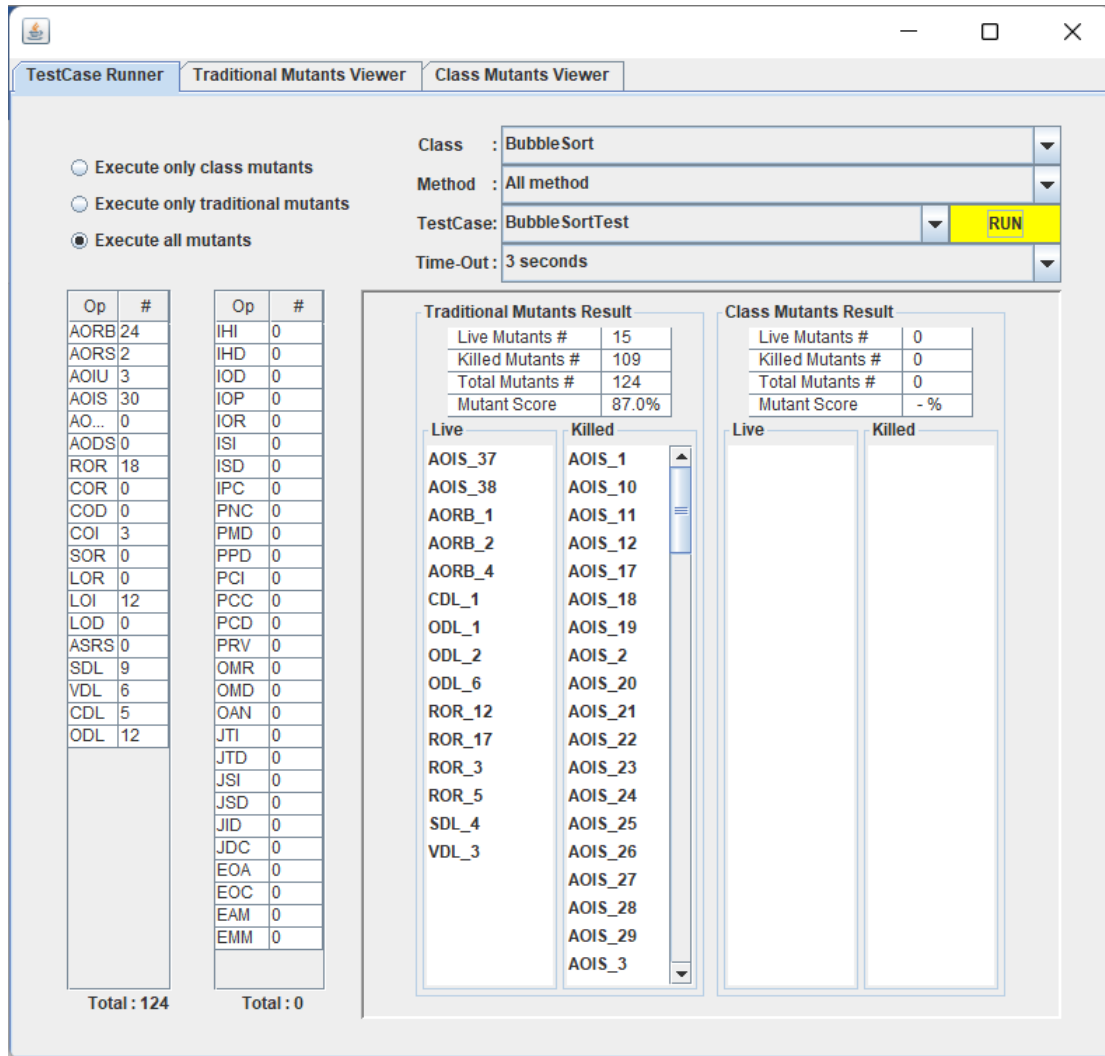 TestCase Runner Traditional Mutants Viewer Class Mutants Viewer
Execute only class mutants
Execute only traditional mutants
Execute all mutants
Class : BubbleSort
Method : All method
TestCase: BubbleSortTest RUN
Time-Out : 3 seconds
Op #
AORB 24
AORS 2
AOIU 3
AOIS 30
AO... 0
AODS 0
ROR 18
COR 0
COD 0
COI 3
SOR 0
LOR 0
LOI 12
LOD 0
ASRS 0
SDL 9
VDL 6
CDL 5
ODL 12
Total : 124
Op #
IHI 0
IHD 0
IOD 0
IOP 0
IOR 0
ISI 0
ISD 0
IPC 0
PNC 0
PMD 0
PPD 0
PCI 0
PCC 0
PCD 0
PRV 0
OMR 0
OMD 0
OAN 0
JTI 0
JTD 0
JSI 0
JSD 0
JID 0
JDC 0
EOA 0
EOC 0
EAM 0
EMM 0
Total : 0
Traditional Mutants Result
Live Mutants # 15
Killed Mutants # 109
Total Mutants # 124
Mutant Score 87.0%
Live
AOIS_37
AOIS_38
AORB_1
AORB_2
AORB_4
CDL_1
ODL_1
ODL_2
ODL_6
ROR_12
ROR_17
ROR_3
ROR_5
SDL_4
VDL_3
Killed
AOIS_1
AOIS_10
AOIS_11
AOIS_12
AOIS_17
AOIS_18
AOIS_19
AOIS_2
AOIS_20
AOIS_21
AOIS_22
AOIS_23
AOIS_24
AOIS_25
AOIS_26
AOIS_27
AOIS_28
AOIS_29
AOIS_3
Class Mutants Result
Live Mutants # 0
Killed Mutants # 0
Total Mutants # 0
Mutant Score - %
Live
Killed